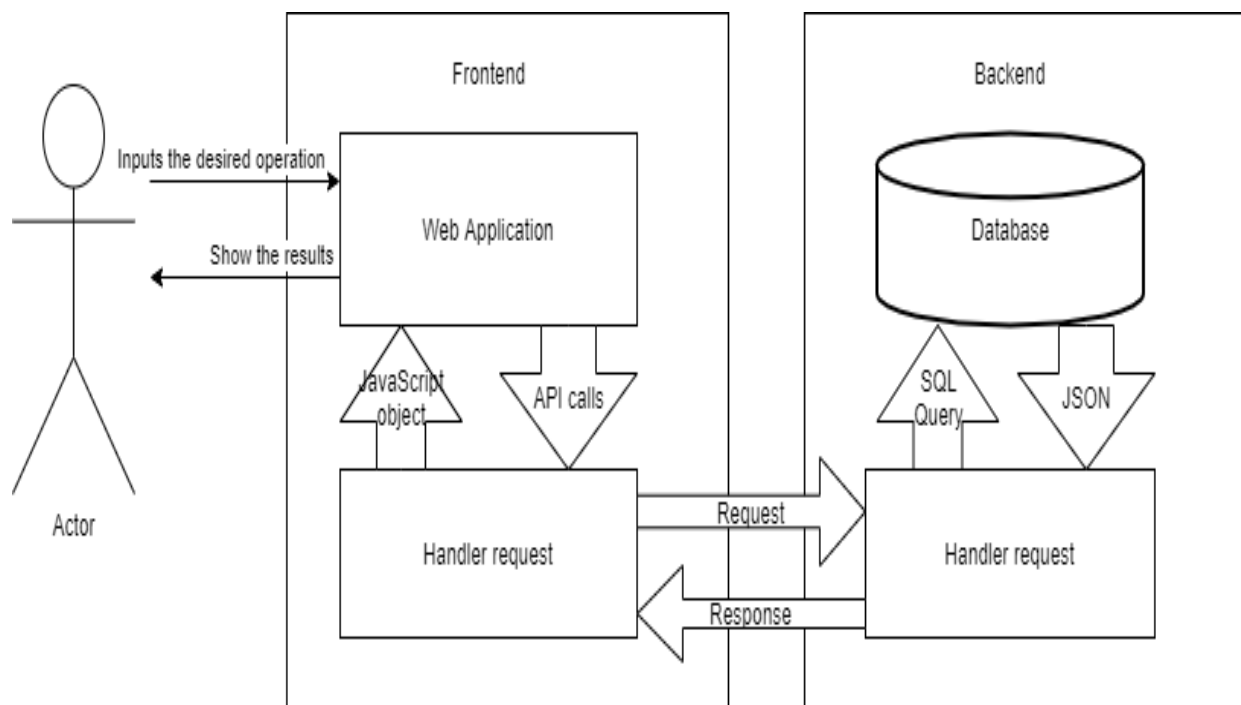 Frontend
Backend
Inputs the desired operation
Web Application
Database
Show the results
JavaScript
object
API calls
SQL
Query
JSON
Actor
Handler request
Request
Handler request
Response